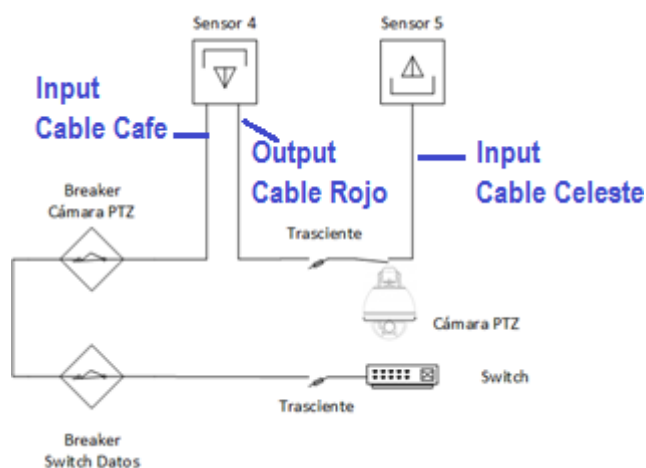 Sensor 4
Sensor 5
Input
Cable Cafe
Output
Cable Rojo
Input
Cable Celeste
Breaker
Cámara PTZ
Trasciente
Cámara PTZ
Switch
Trasciente
Breaker
Switch Datos